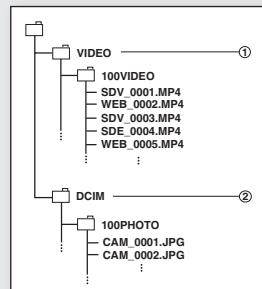 VIDEO ①
100VIDEO
SDV_0001.MP4
WEB_0002.MP4
SDV_0003.MP4
SDE_0004.MP4
WEB_0005.MP4
DCIM ②
100PHOTO
CAM_0001.JPG
CAM_0002.JPG